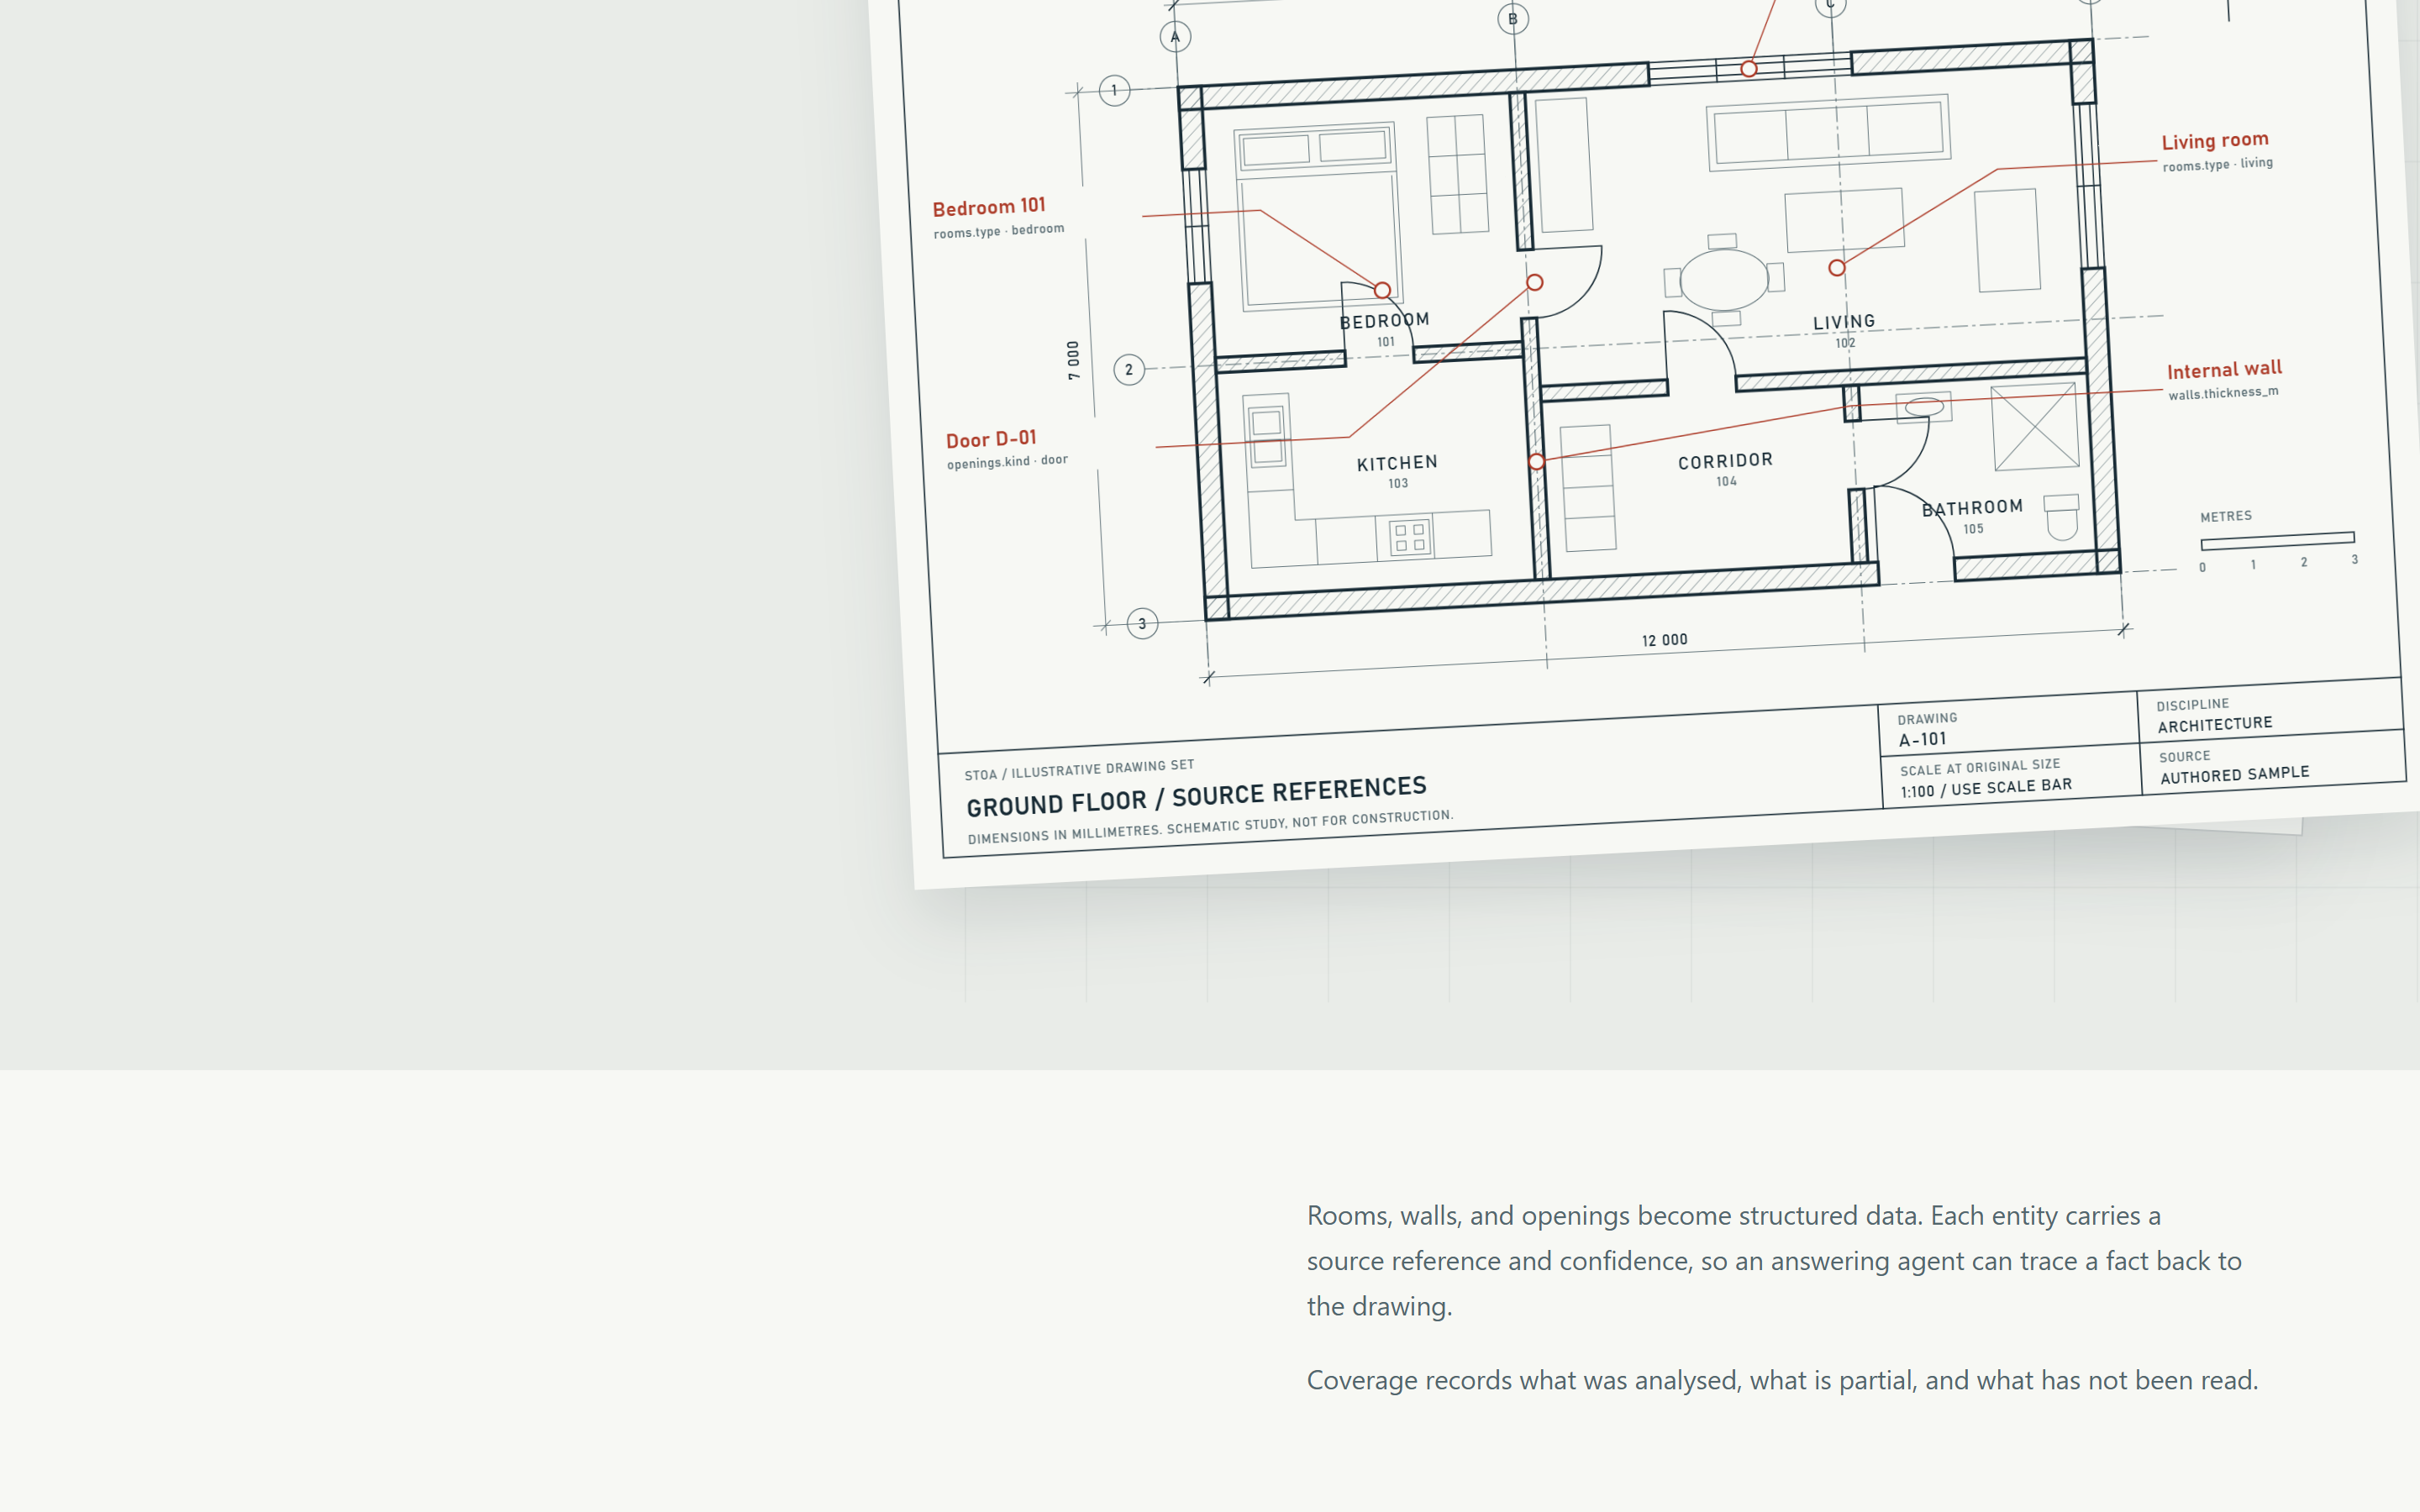 A
B
C
1
Living room
rooms.type · living
Bedroom 101
rooms.type · bedroom
BEDROOM
101
LIVING
102
7 000
2
Internal wall
walls.thickness_m
Door D-01
openings.kind · door
KITCHEN
103
CORRIDOR
104
BATHROOM
105
METRES
0 1 2 3
3
12 000
STOA / ILLUSTRATIVE DRAWING SET
GROUND FLOOR / SOURCE REFERENCES
DIMENSIONS IN MILLIMETRES. SCHEMATIC STUDY, NOT FOR CONSTRUCTION.
DRAWING
A-101
DISCIPLINE
ARCHITECTURE
SCALE AT ORIGINAL SIZE
1:100 / USE SCALE BAR
SOURCE
AUTHORED SAMPLE
Rooms, walls, and openings become structured data. Each entity carries a
source reference and confidence, so an answering agent can trace a fact back to
the drawing.
Coverage records what was analysed, what is partial, and what has not been read.